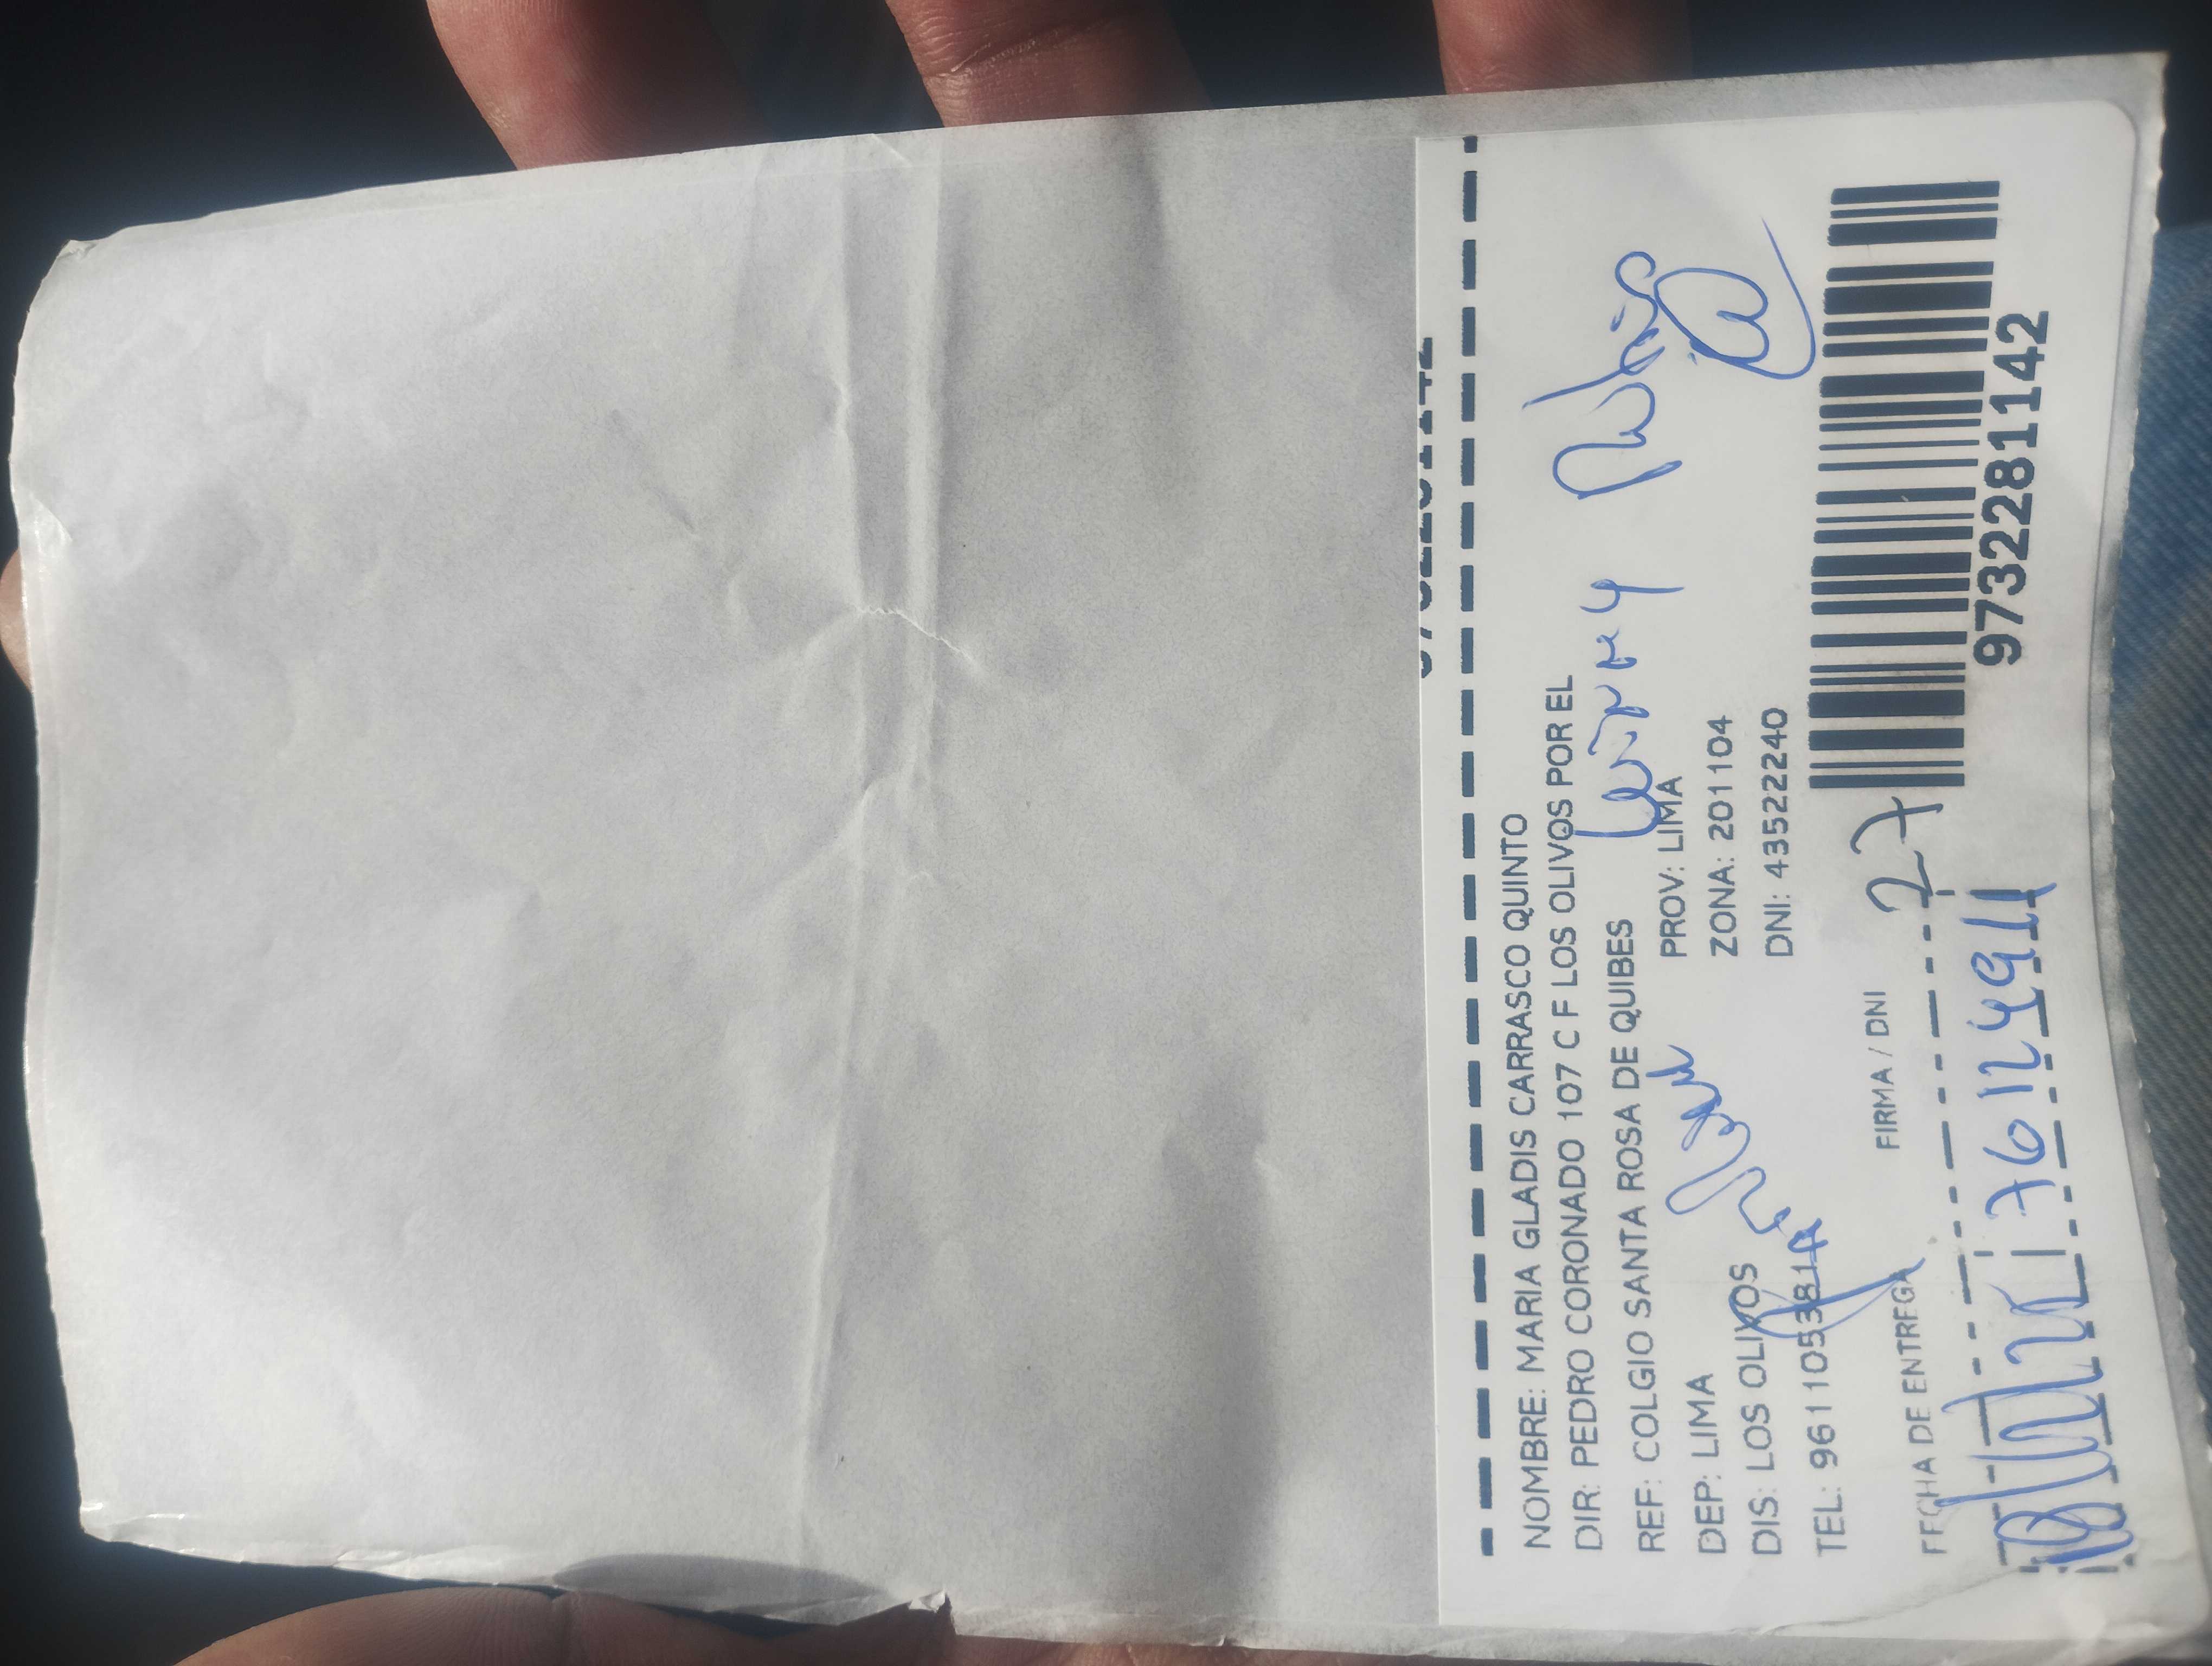 NOMBRE: MARIA GLADIS CARRASCO QUINTO
DIR: PEDRO CORONADO 107 C F LOS OLIVOS POR EL
REF: COLGIO SANTA ROSA DE QUIBES
DEP: LIMA PROV: LIMA
DIS: LOS OLIVOS ZONA: 201104
TEL: 961105381 DNI: 43522240
FECHA DE ENTREGA FIRMA / DNI
27
9732281142